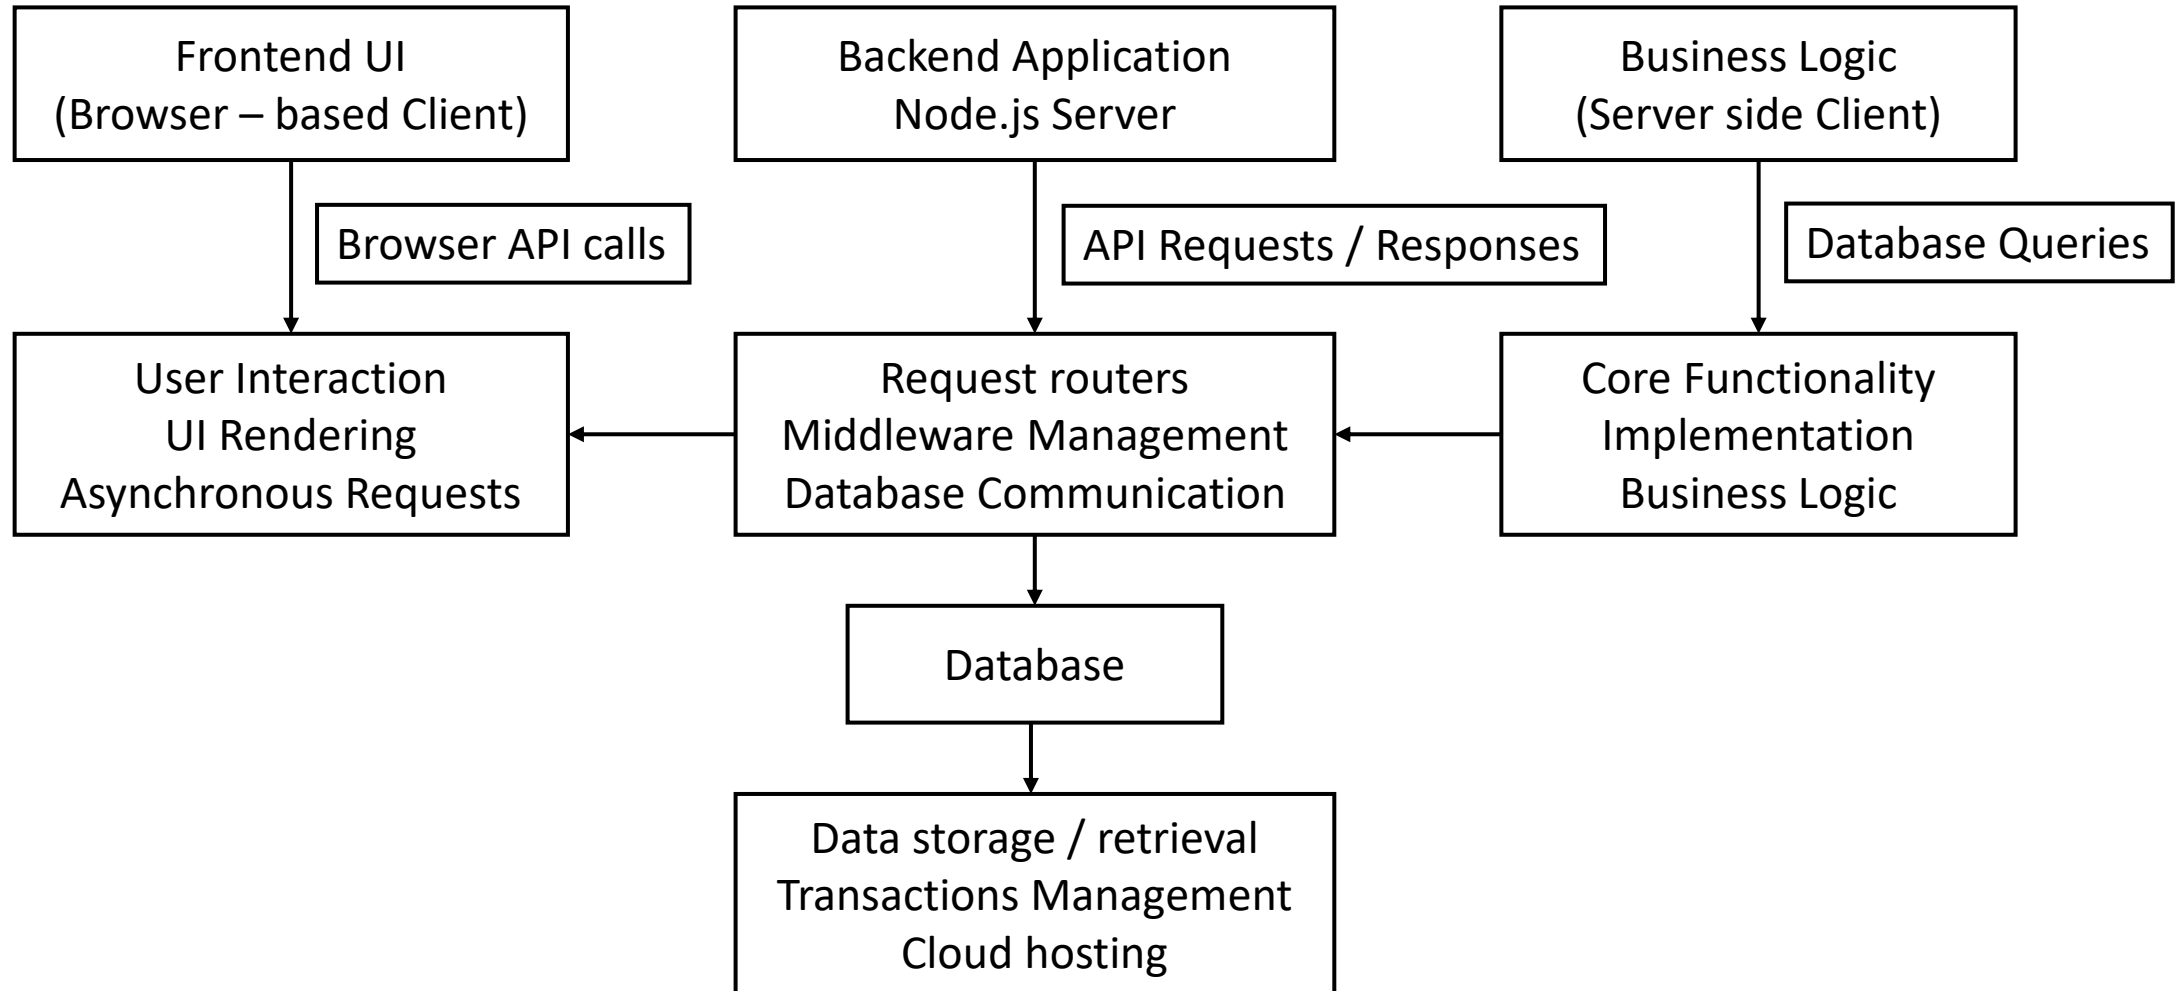 Frontend UI
(Browser – based Client)
Backend Application
Node.js Server
Business Logic
(Server side Client)
Browser API calls
API Requests / Responses
Database Queries
User Interaction
UI Rendering
Asynchronous Requests
Request routers
Middleware Management
Database Communication
Core Functionality
Implementation
Business Logic
Database
Data storage / retrieval
Transactions Management
Cloud hosting